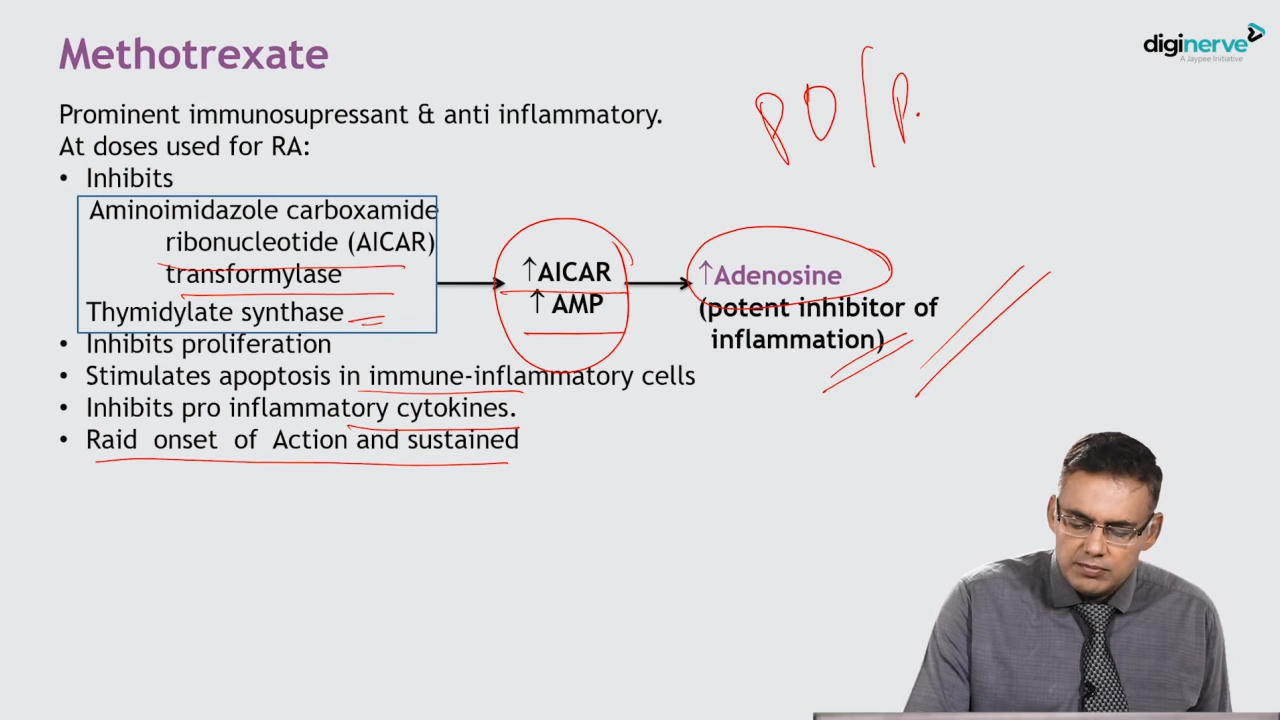 Methotrexate
diginerve
A Jaypee Initiative
PO/P.
Prominent immunosupressant & anti inflammatory.
At doses used for RA:
• Inhibits
Aminoimidazole carboxamide
ribonucleotide (AICAR)
transformylase
Thymidylate synthase
↑AICAR
↑ AMP
↑Adenosine
(potent inhibitor of
inflammation)
• Inhibits proliferation
• Stimulates apoptosis in immune-inflammatory cells
• Inhibits pro inflammatory cytokines.
• Raid onset of Action and sustained